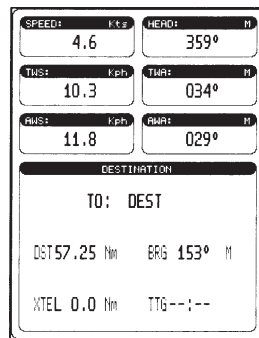 SPEED: Kts HEAD: M
4.6 359°
TWS: Kph TWA: M
10.3 034°
AWS: Kph AWA: M
11.8 029°
DESTINATION
TO: DEST
DST 57.25 Nm BRG 153° M
XTEL 0.0 Nm TTG--:--